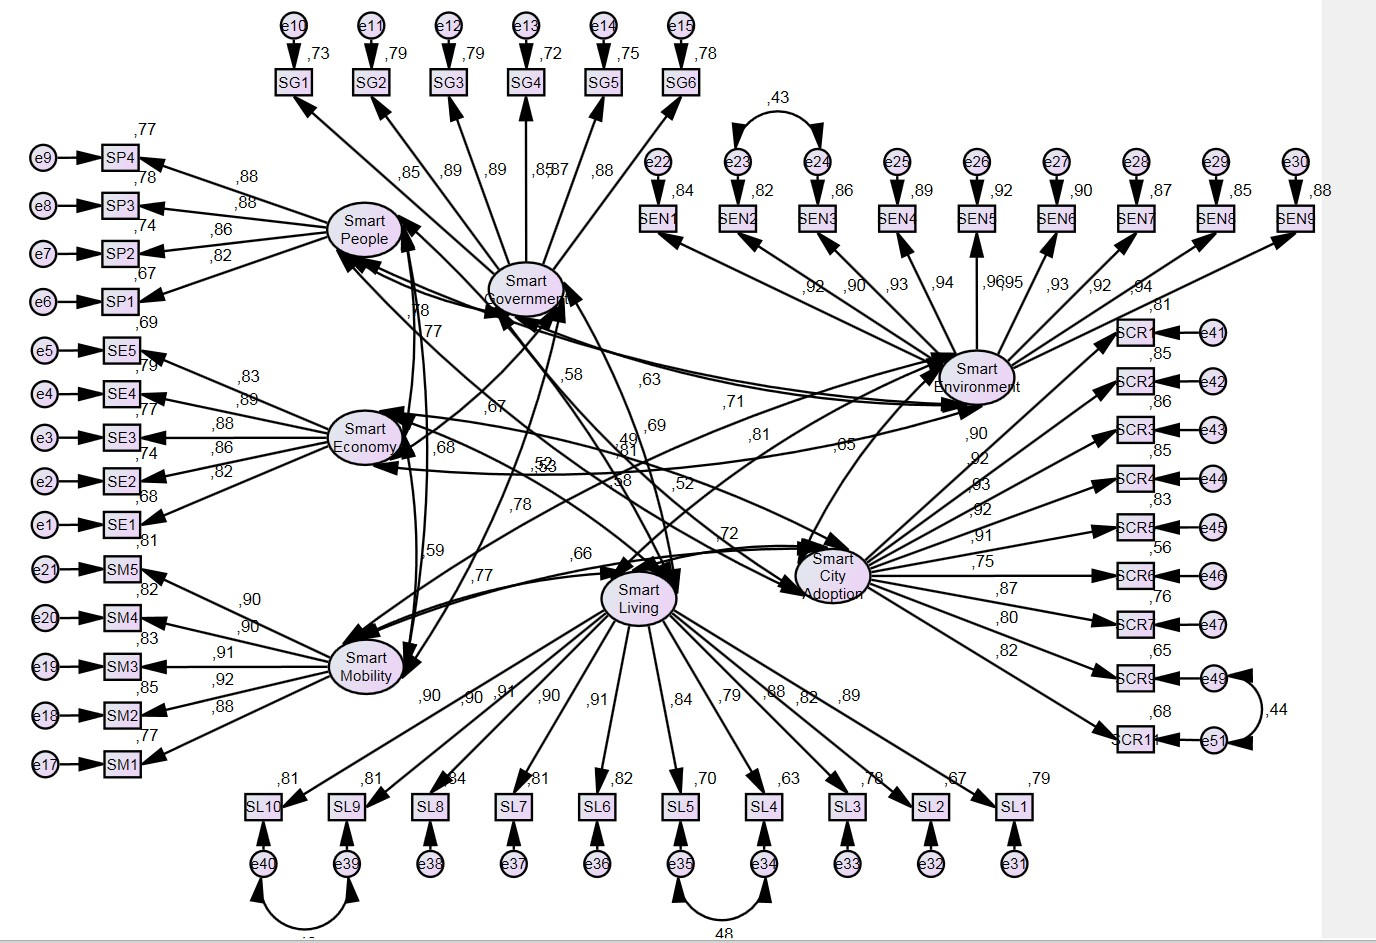 e10 e11 e12 e13 e14 e15
,73 ,79 ,79 ,72 ,75 ,78
SG1 SG2 SG3 SG4 SG5 SG6
,43
e22 e23 e24 e25 e26 e27 e28 e29 e30
,84 ,82 ,86 ,89 ,92 ,90 ,87 ,85 ,88
SEN1 SEN2 SEN3 SEN4 SEN5 SEN6 SEN7 SEN8 SEN9
,77
e9 SP4
,78
e8 SP3
,74
e7 SP2
,67
e6 SP1
,88
,88
,86
,82
Smart
People
,85 ,89 ,89 ,85 ,87 ,88
Smart
Government
,92 ,90 ,93 ,94 ,96 ,95 ,93 ,92 ,94
Smart
Environment
,69
e5 SE5
,79
e4 SE4
,77
e3 SE3
,74
e2 SE2
,68
e1 SE1
,83
,89
,88
,86
,82
Smart
Economy
,78
,77
,58
,63
,67
,71
,69
,49
,81
,81
,65
,68
,52
,53
,58
,52
,78
,72
,59
,66
,77
,81
SCR1 e41
,85
SCR2 e42
,86
SCR3 e43
,85
SCR4 e44
,83
SCR5 e45
,56
SCR6 e46
,76
SCR7 e47
,65
SCR9 e49
,68
SCR11 e51
,44
,90
,92
,93
,92
,91
,75
,87
,80
,82
Smart
City
Adoption
,81
e21 SM5
,82
e20 SM4
,83
e19 SM3
,85
e18 SM2
,77
e17 SM1
,90
,90
,91
,92
,88
Smart
Mobility
Smart
Living
,90 ,90 ,91 ,90 ,91 ,84 ,79 ,88 ,82 ,89
,81 ,81 ,84 ,81 ,82 ,70 ,63 ,78 ,67 ,79
SL10 SL9 SL8 SL7 SL6 SL5 SL4 SL3 SL2 SL1
e40 e39 e38 e37 e36 e35 e34 e33 e32 e31
,48